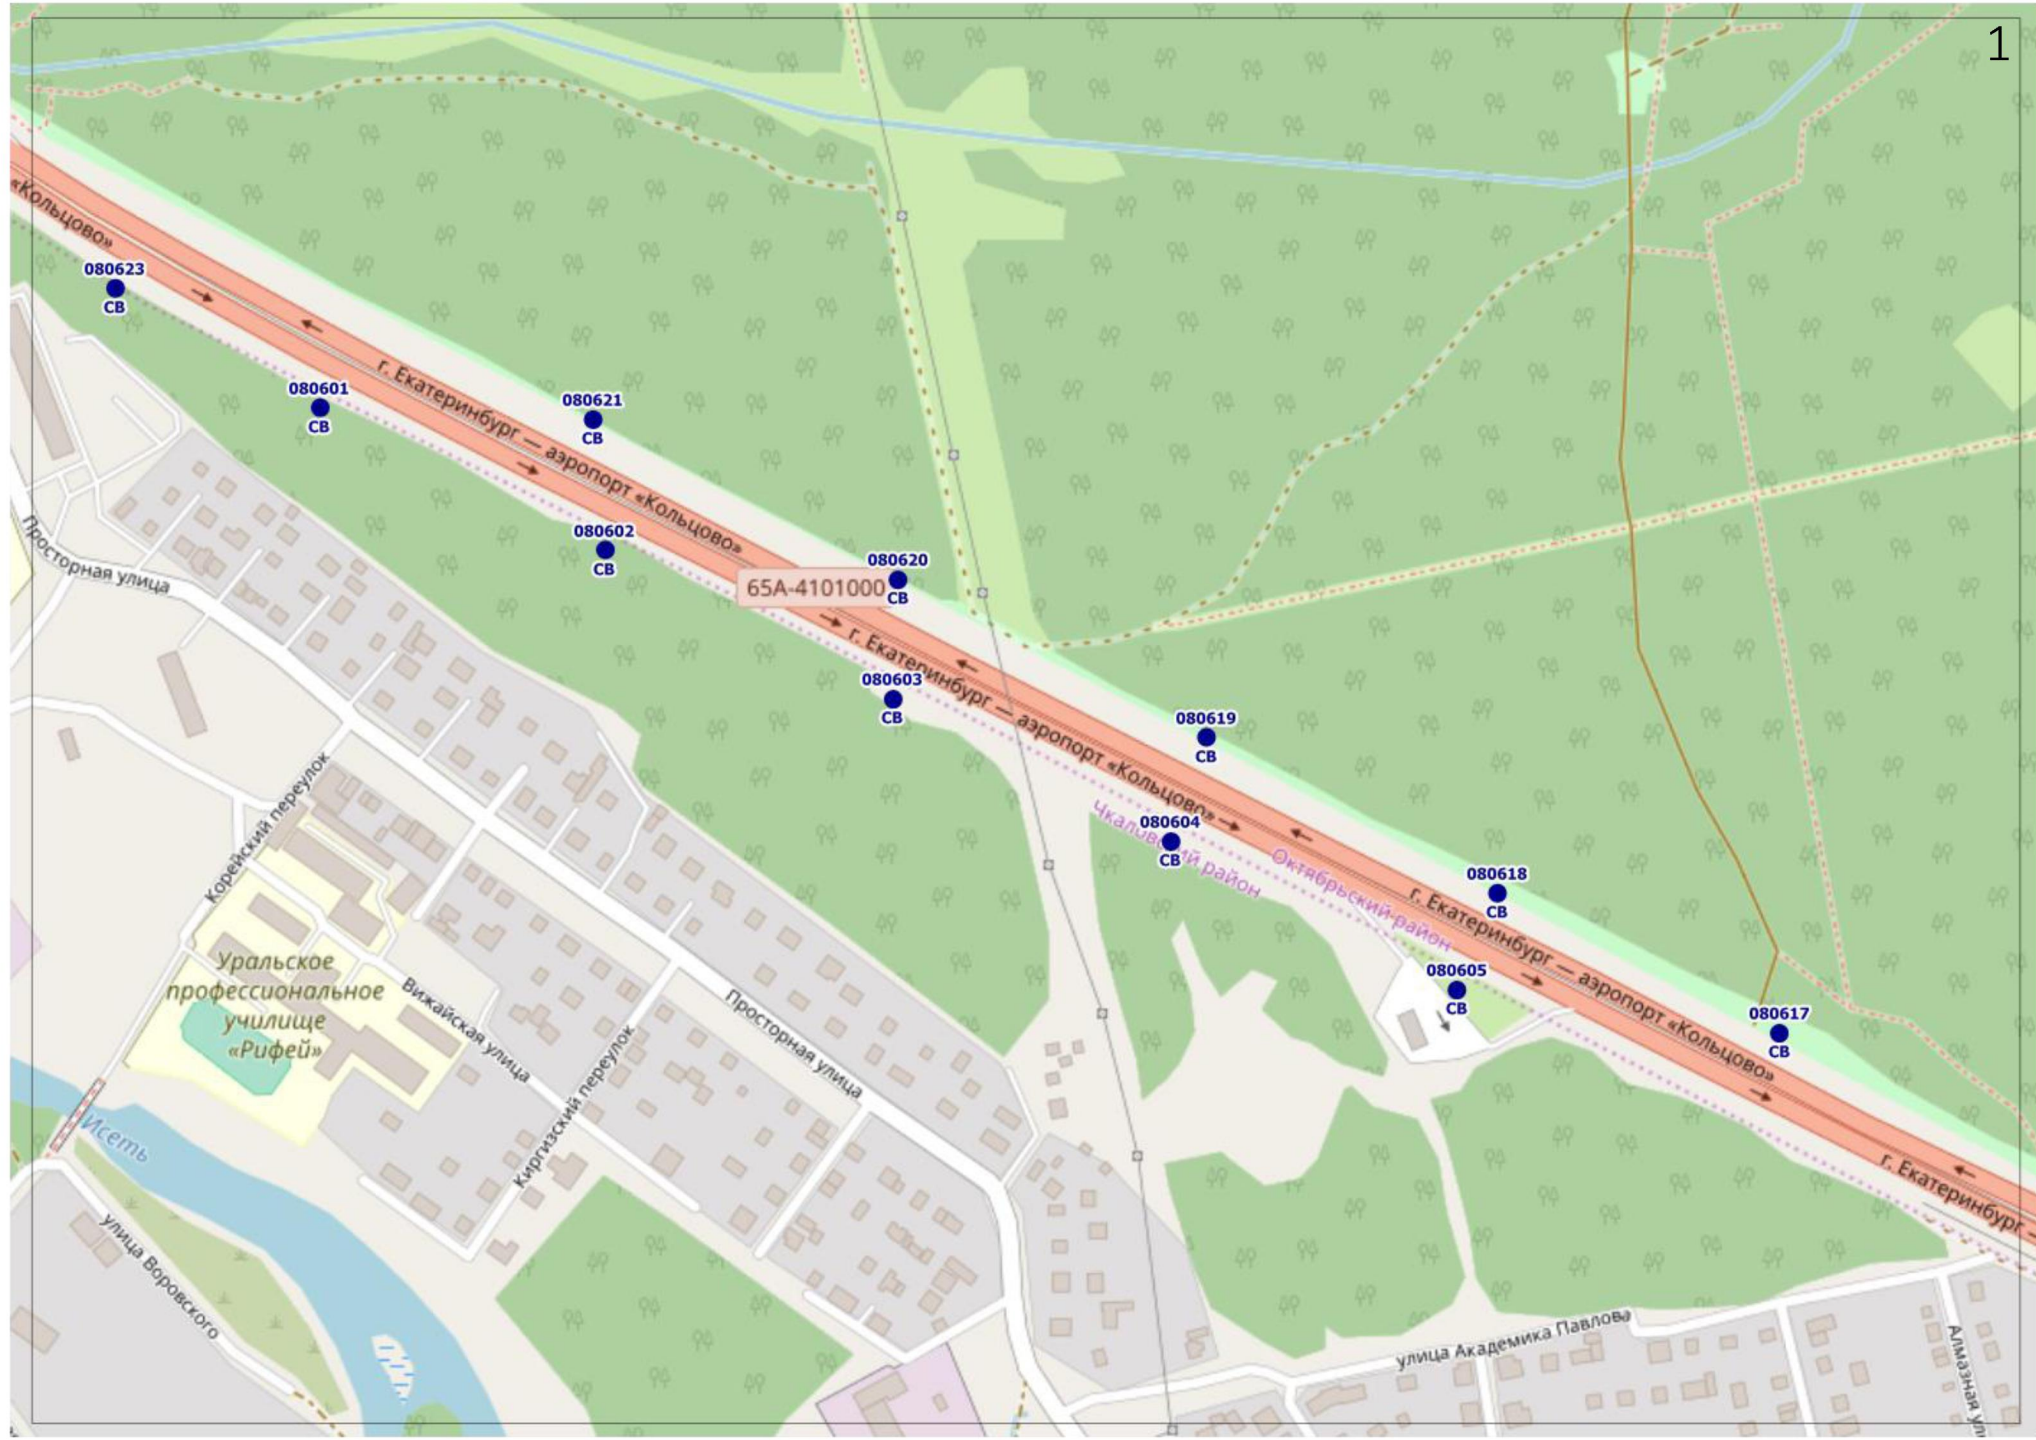 1
«Кольцово»
080623
СВ
г. Екатеринбург — аэропорт «Кольцово»
080601
СВ
080621
СВ
Просторная улица
080602
СВ
080620
СВ
65А-4101000
г. Екатеринбург — аэропорт «Кольцово»
080603
СВ
080619
СВ
Корейский переулок
080604
СВ
Чкаловский район
Октябрьский район
080618
СВ
г. Екатеринбург — аэропорт «Кольцово»
080605
СВ
080617
СВ
Уральское
профессиональное
училище
«Рифей»
Вижайская улица
Просторная улица
Киргизский переулок
Исеть
г. Екатеринбург —
улица Воровского
улица Академика Павлова
Алмазная ул